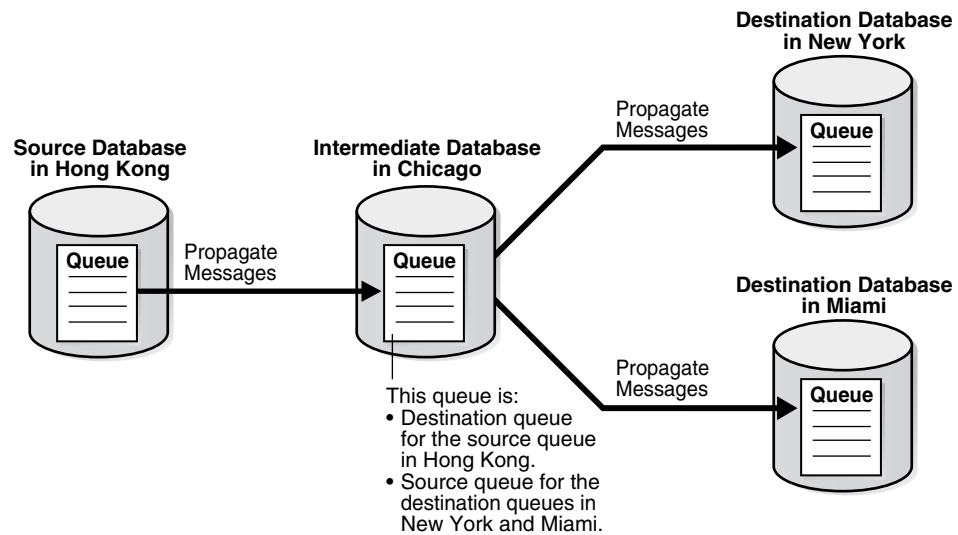 Source Database
in Hong Kong
Queue
Propagate
Messages
Intermediate Database
in Chicago
Queue
This queue is:
• Destination queue
for the source queue
in Hong Kong.
• Source queue for the
destination queues in
New York and Miami.
Propagate
Messages
Destination Database
in New York
Queue
Propagate
Messages
Destination Database
in Miami
Queue